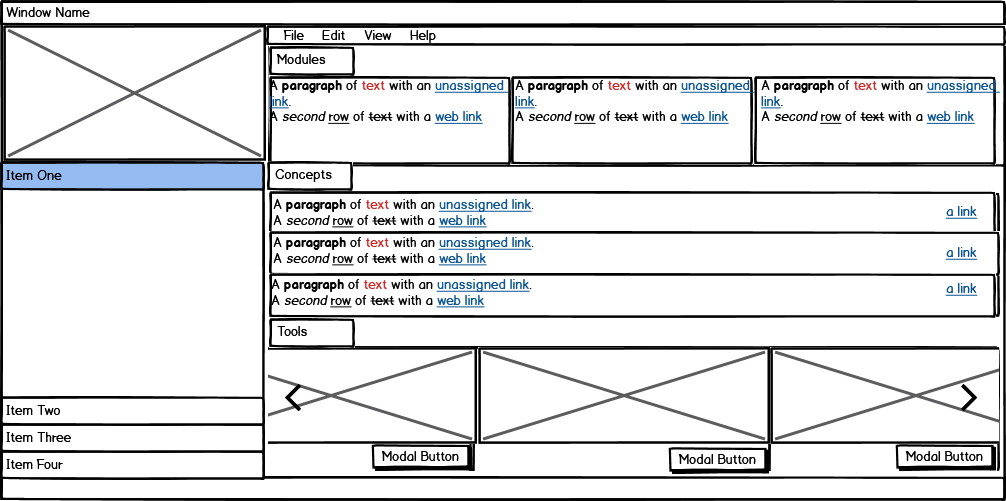 Window Name
File Edit View Help
Modules
A paragraph of text with an unassigned link.
A second row of text with a web link
A paragraph of text with an unassigned link.
A second row of text with a web link
A paragraph of text with an unassigned link.
A second row of text with a web link
Item One
Concepts
A paragraph of text with an unassigned link.
A second row of text with a web link
a link
A paragraph of text with an unassigned link.
A second row of text with a web link
a link
A paragraph of text with an unassigned link.
A second row of text with a web link
a link
Tools
Item Two
Item Three
Item Four
Modal Button
Modal Button
Modal Button